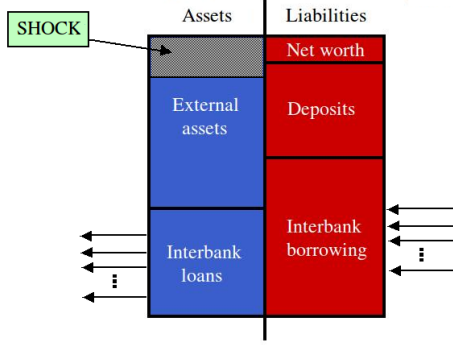 Assets
Liabilities
SHOCK
Net worth
External
assets
Deposits
Interbank
borrowing
Interbank
loans